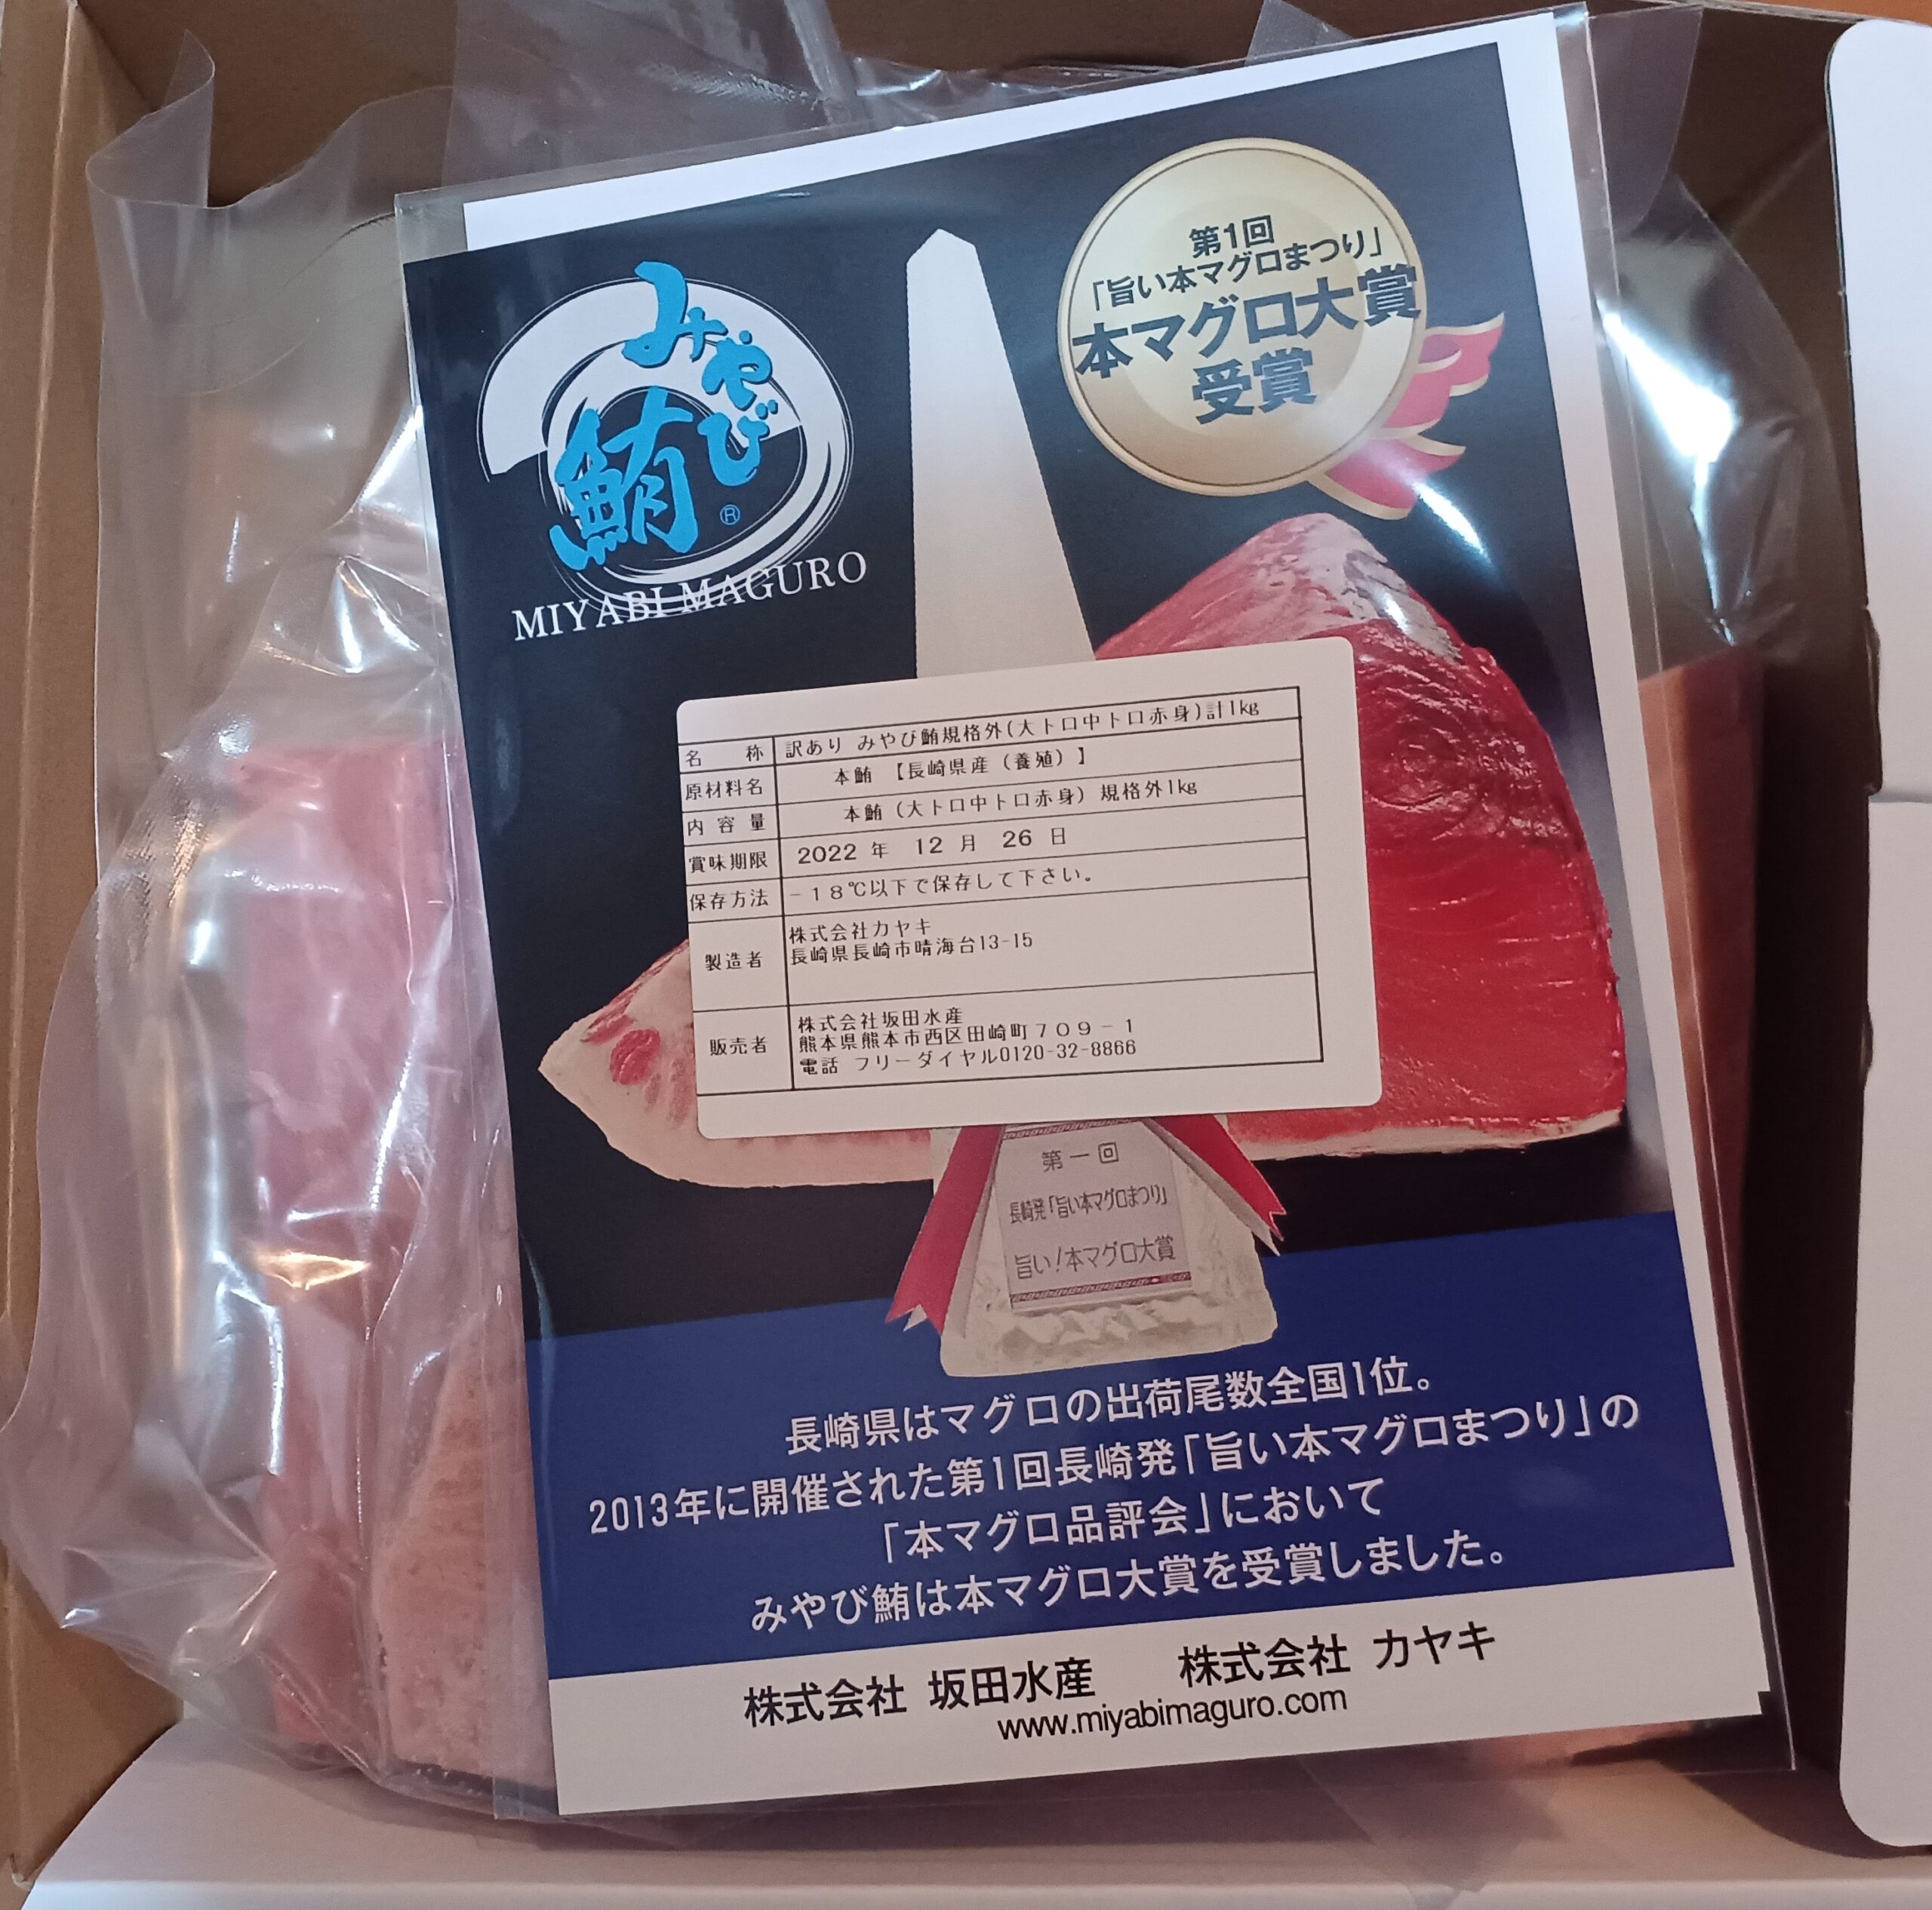 みやび
鮪
®
MIYABI MAGURO
第1回
「旨い本マグロまつり」
本マグロ大賞
受賞
名 称 訳あり みやび鮪規格外(大トロ中トロ赤身)計1kg
原材料名 本鮪 【長崎県産（養殖）】
内容量 本鮪（大トロ中トロ赤身）規格外1kg
賞味期限 2022 年 12 月 26 日
保存方法 −18℃以下で保存して下さい。
製造者 株式会社カヤキ
長崎県長崎市晴海台13-15
販売者 株式会社坂田水産
熊本県熊本市西区田崎町７０９－１
電話 フリーダイヤル0120-32-8866
第一回
長崎発「旨い本マグロまつり」
旨い！本マグロ大賞
長崎県はマグロの出荷尾数全国1位。
2013年に開催された第1回長崎発「旨い本マグロまつり」の
「本マグロ品評会」において
みやび鮪は本マグロ大賞を受賞しました。
株式会社 坂田水産 株式会社 カヤキ
www.miyabimaguro.com